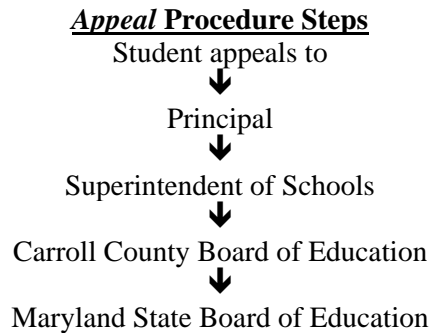 Appeal Procedure Steps
Student appeals to
Principal
Superintendent of Schools
Carroll County Board of Education
Maryland State Board of Education